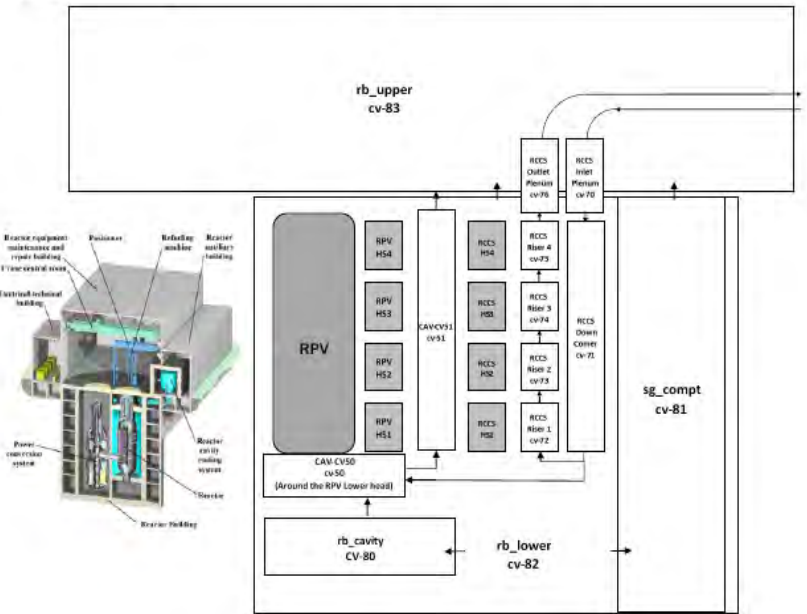 rb_upper
cv-83
RCCS
Outlet
Plenum
cv-76
RCCS
Inlet
Plenum
cv-70
RPV
RPV
HS4
RPV
HS3
RPV
HS2
RPV
HS1
CAV-CV51
cv-51
RCCS
HS4
RCCS
HS3
RCCS
HS2
RCCS
HS2
RCCS
Riser 4
cv-75
RCCS
Riser 3
cv-74
RCCS
Riser 2
cv-73
RCCS
Riser 1
cv-72
RCCS
Down
Comer
cv-71
sg_compt
cv-81
CAV-CV50
cv-50
(Around the RPV Lower head)
rb_cavity
CV-80
rb_lower
cv-82
Reactor equipment
maintenance and
repair building
Positioner
Refueling
machine
Reactor
auxiliary
building
building
Power
conversion
system
Reactor
cavity
cooling
system
Reactor
Reactor Building